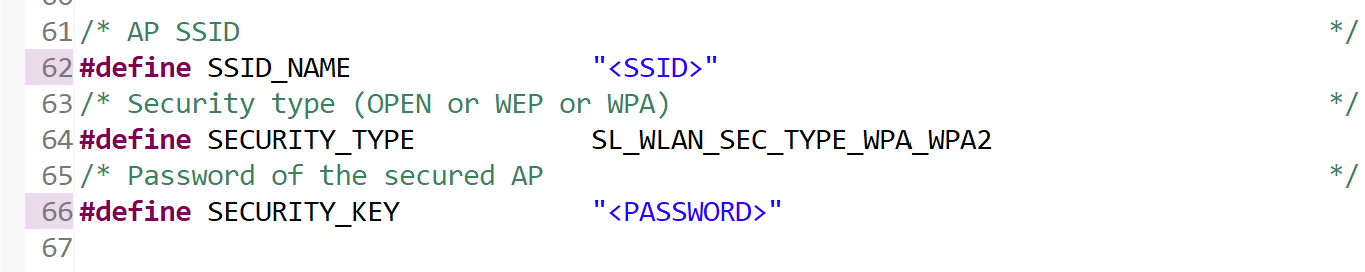 61 /* AP SSID */
62 #define SSID_NAME "<SSID>"
63 /* Security type (OPEN or WEP or WPA) */
64 #define SECURITY_TYPE SL_WLAN_SEC_TYPE_WPA_WPA2
65 /* Password of the secured AP */
66 #define SECURITY_KEY "<PASSWORD>"
67